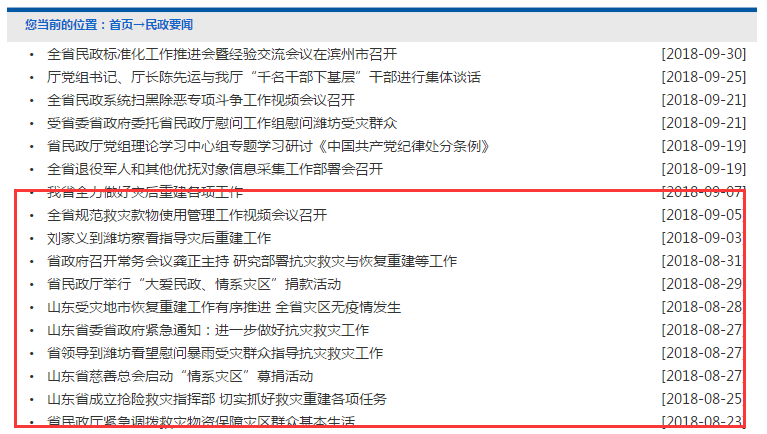 您当前的位置：首页→民政要闻
• 全省民政标准化工作推进会暨经验交流会议在滨州市召开 [2018-09-30]
• 厅党组书记、厅长陈先运与我厅“千名干部下基层”干部进行集体谈话 [2018-09-25]
• 全省民政系统扫黑除恶专项斗争工作视频会议召开 [2018-09-21]
• 受省委省政府委托省民政厅慰问工作组慰问潍坊受灾群众 [2018-09-21]
• 省民政厅党组理论学习中心组专题学习研讨《中国共产党纪律处分条例》 [2018-09-19]
• 全省退役军人和其他优抚对象信息采集工作部署会召开 [2018-09-19]
• 我省全力做好灾后重建各项工作 [2018-09-07]
• 全省规范救灾款物使用管理工作视频会议召开 [2018-09-05]
• 刘家义到潍坊察看指导灾后重建工作 [2018-09-03]
• 省政府召开常务会议龚正主持 研究部署抗灾救灾与恢复重建等工作 [2018-08-31]
• 省民政厅举行“大爱民政、情系灾区”捐款活动 [2018-08-29]
• 山东受灾地市恢复重建工作有序推进 全省灾区无疫情发生 [2018-08-28]
• 山东省委省政府紧急通知：进一步做好抗灾救灾工作 [2018-08-27]
• 省领导到潍坊看望慰问暴雨受灾群众指导抗灾救灾工作 [2018-08-27]
• 山东省慈善总会启动“情系灾区”募捐活动 [2018-08-27]
• 山东省成立抢险救灾指挥部 切实抓好救灾重建各项任务 [2018-08-25]
• 省民政厅紧急调拨救灾物资保障灾区群众基本生活 [2018-08-23]